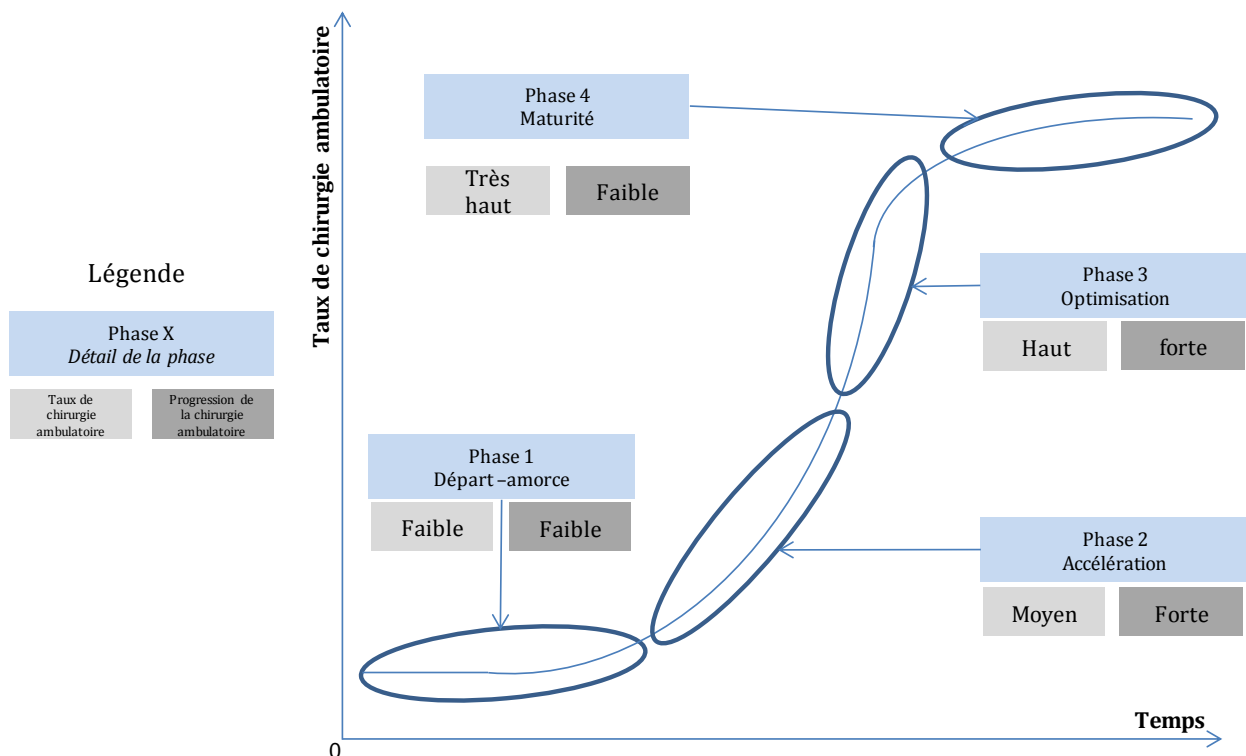 Taux de chirurgie ambulatoire
Phase 4
Maturité
Très
haut
Faible
Légende
Phase X
Détail de la phase
Taux de
chirurgie
ambulatoire
Progression de
la chirurgie
ambulatoire
Phase 3
Optimisation
Haut
forte
Phase 1
Départ –amorce
Faible
Faible
Phase 2
Accélération
Moyen
Forte
Temps
0